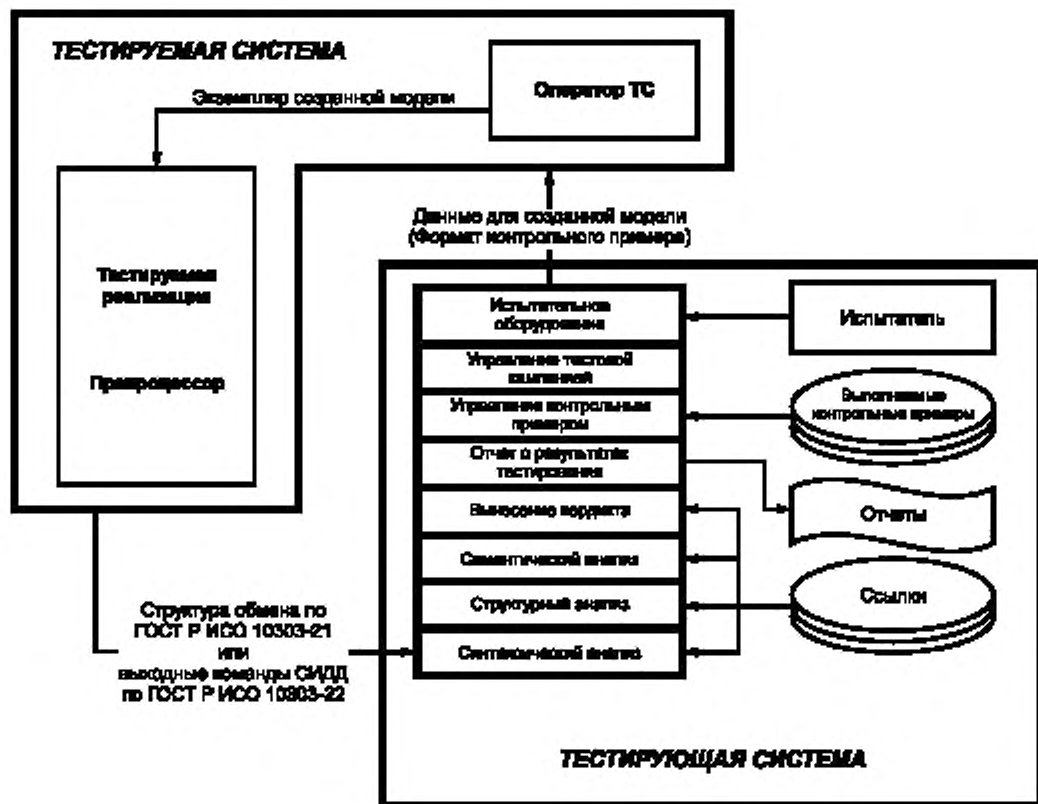 ТЕСТИРУЕМАЯ СИСТЕМА
Оператор ТС
Экземпляр созданной модели
Тестируемая
реализация
Препроцессор
Данные для созданной модели
(Формат контрольного примера)
Испытательное
оборудование
Управление тестовой
кампанией
Управление контрольным
примером
Отчет о результатах
тестирования
Вынесение вердикта
Семантический анализ
Структурный анализ
Синтаксический анализ
Испытатель
Выполняемые
контрольные примеры
Отчеты
Ссылки
Структура обмена по
ГОСТ Р ИСО 10303-21
или
выходные команды СИДД
по ГОСТ Р ИСО 10303-22
ТЕСТИРУЮЩАЯ СИСТЕМА